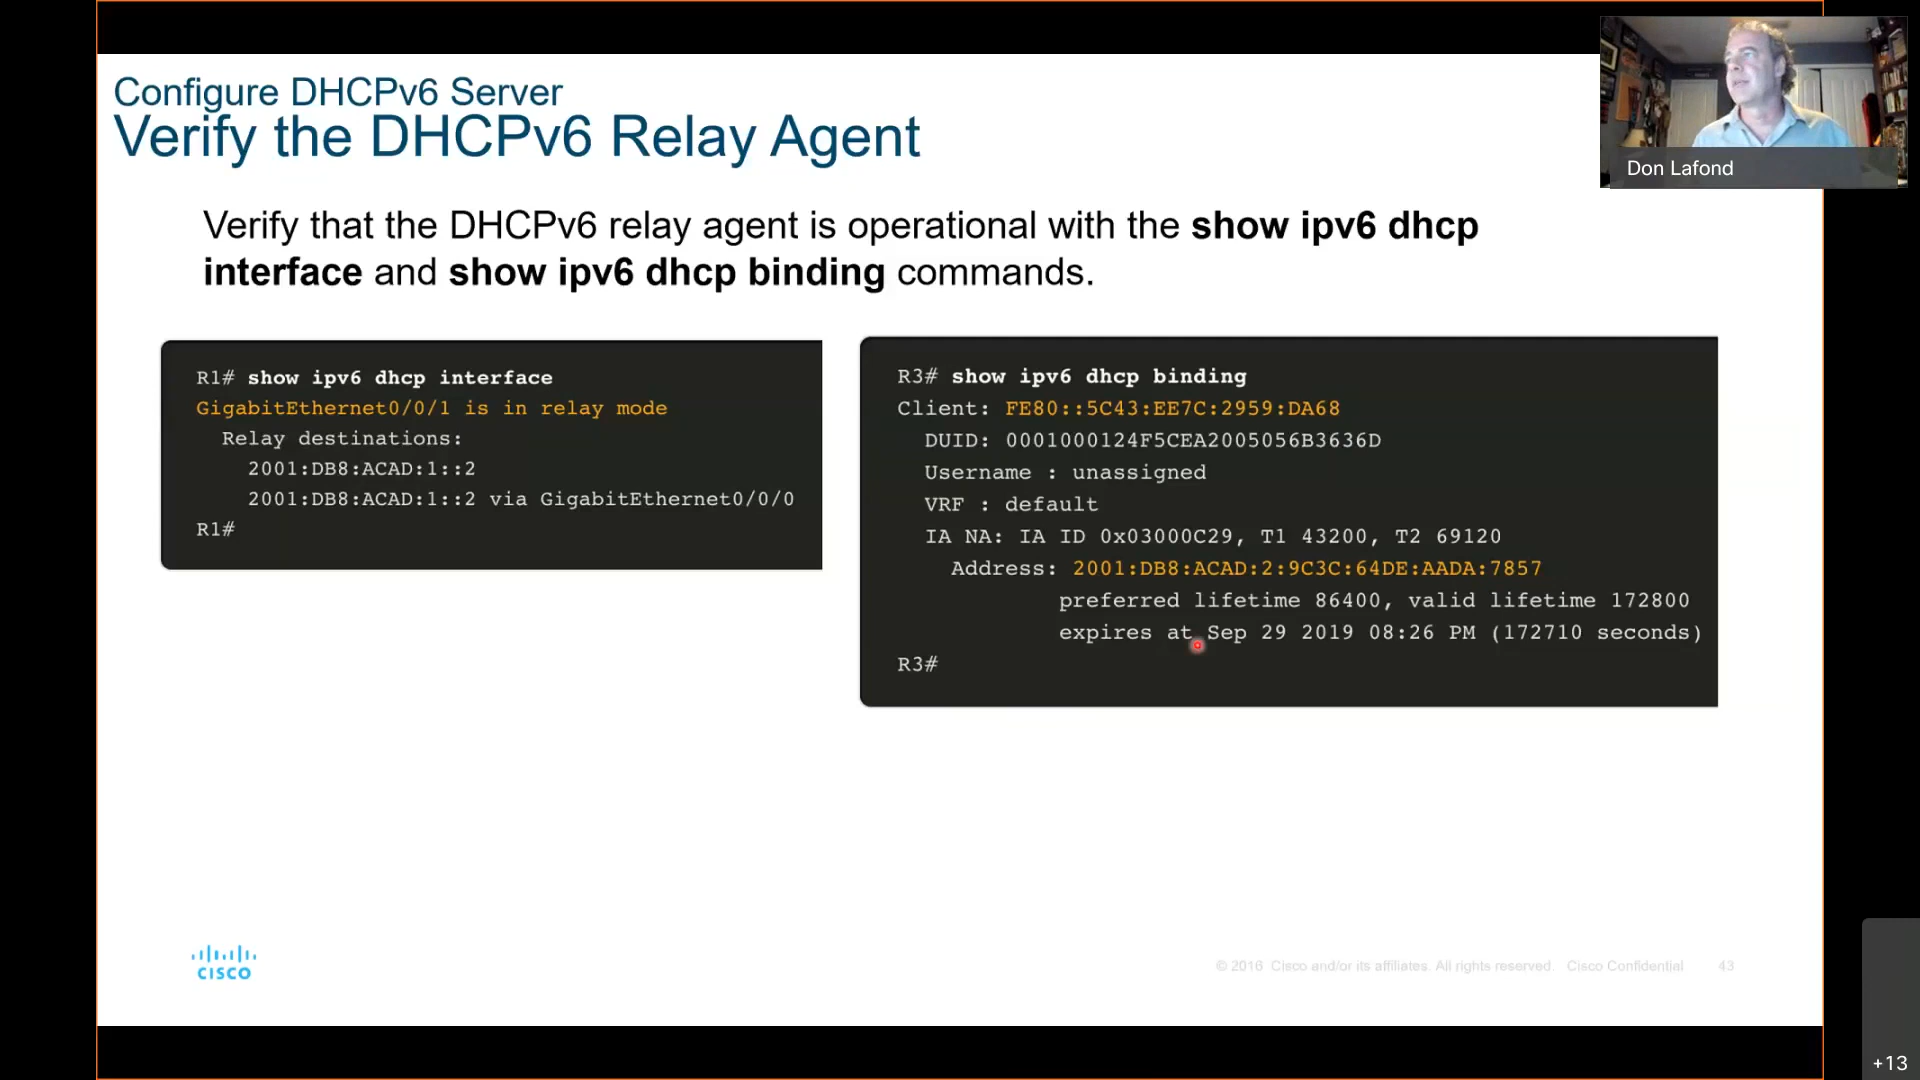 Configure DHCPv6 Server
Verify the DHCPv6 Relay Agent
Don Lafond
Verify that the DHCPv6 relay agent is operational with the show ipv6 dhcp
interface and show ipv6 dhcp binding commands.
R1# show ipv6 dhcp interface
GigabitEthernet0/0/1 is in relay mode
Relay destinations:
2001:DB8:ACAD:1::2
2001:DB8:ACAD:1::2 via GigabitEthernet0/0/0
R1#
R3# show ipv6 dhcp binding
Client: FE80::5C43:EE7C:2959:DA68
DUID: 0001000124F5CEA2005056B3636D
Username : unassigned
VRF : default
IA NA: IA ID 0x03000C29, T1 43200, T2 69120
Address: 2001:DB8:ACAD:2:9C3C:64DE:AADA:7857
preferred lifetime 86400, valid lifetime 172800
expires at Sep 29 2019 08:26 PM (172710 seconds)
R3#
CISCO
© 2016 Cisco and/or its affiliates. All rights reserved. Cisco Confidential 43
+13